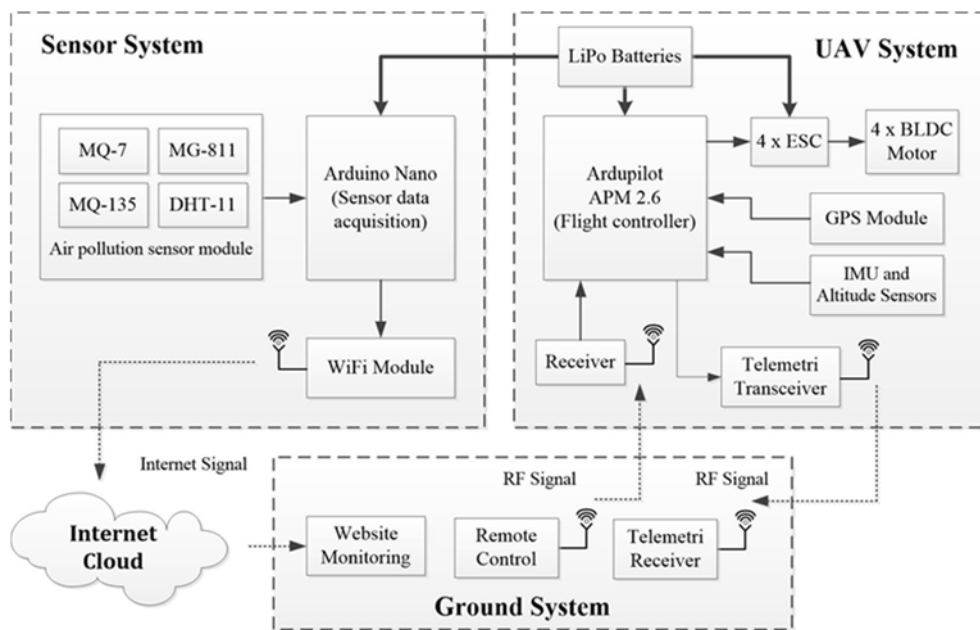 Sensor System
MQ-7
MG-811
MQ-135
DHT-11
Air pollution sensor module
Arduino Nano
(Sensor data
acquisition)
WiFi Module
LiPo Batteries
UAV System
Ardupilot
APM 2.6
(Flight controller)
4 x ESC
4 x BLDC
Motor
GPS Module
IMU and
Altitude Sensors
Receiver
Telemetri
Transceiver
Internet Signal
RF Signal
RF Signal
Internet
Cloud
Website
Monitoring
Remote
Control
Telemetri
Receiver
Ground System